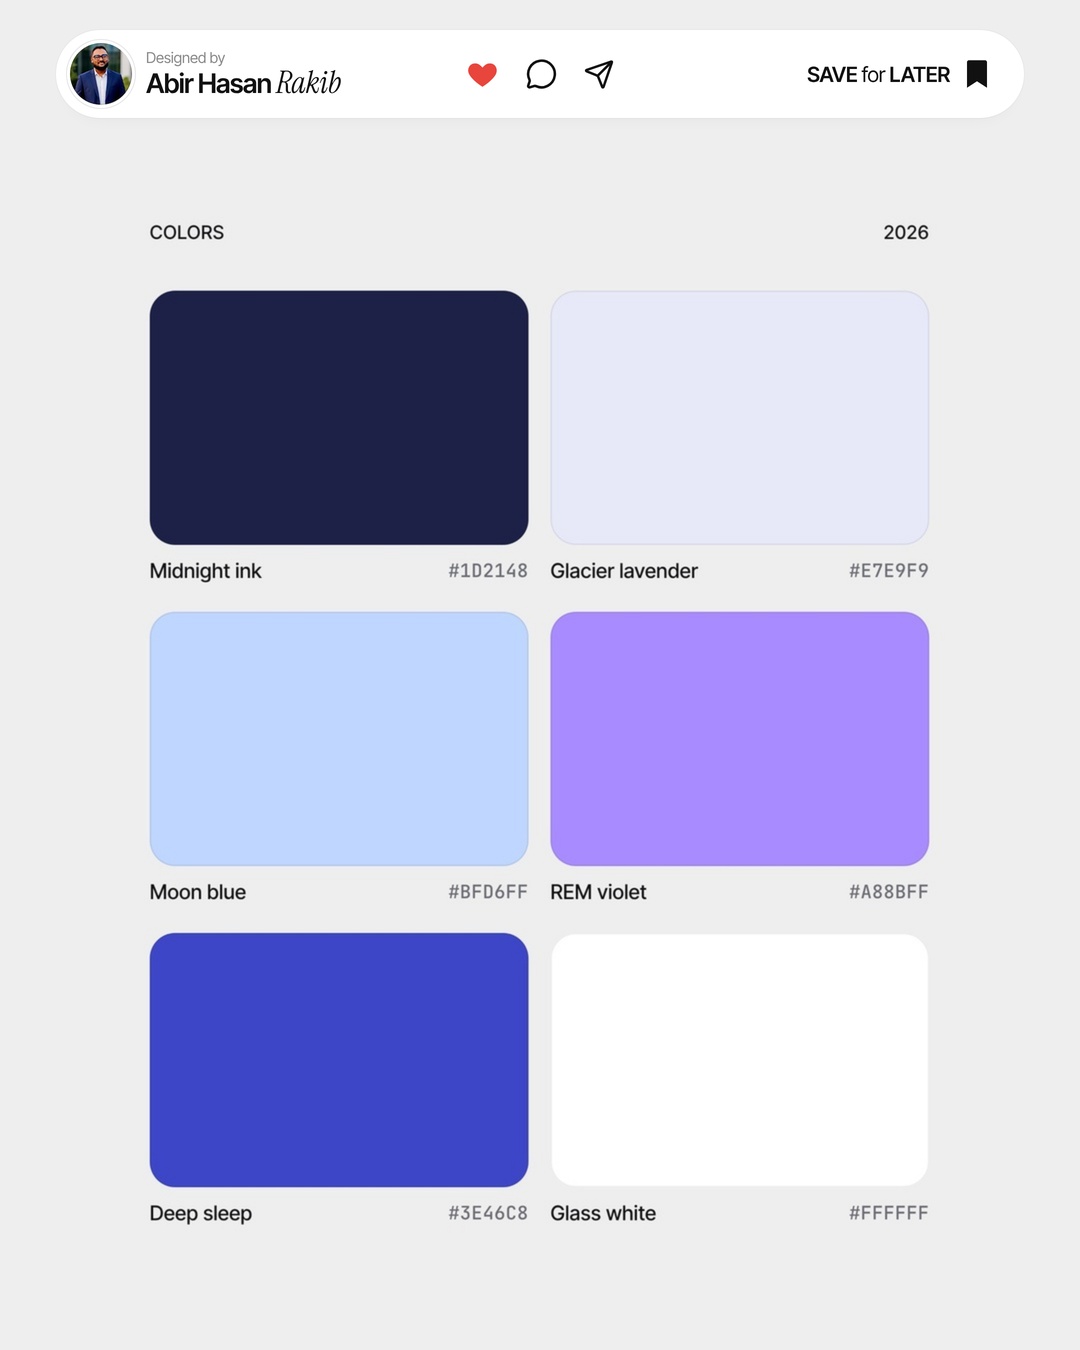 Designed by
Abir Hasan Rakib
SAVE for LATER
COLORS
2026
Midnight ink
#1D2148
Glacier lavender
#E7E9F9
Moon blue
#BFD6FF
REM violet
#A88BFF
Deep sleep
#3E46C8
Glass white
#FFFFFF